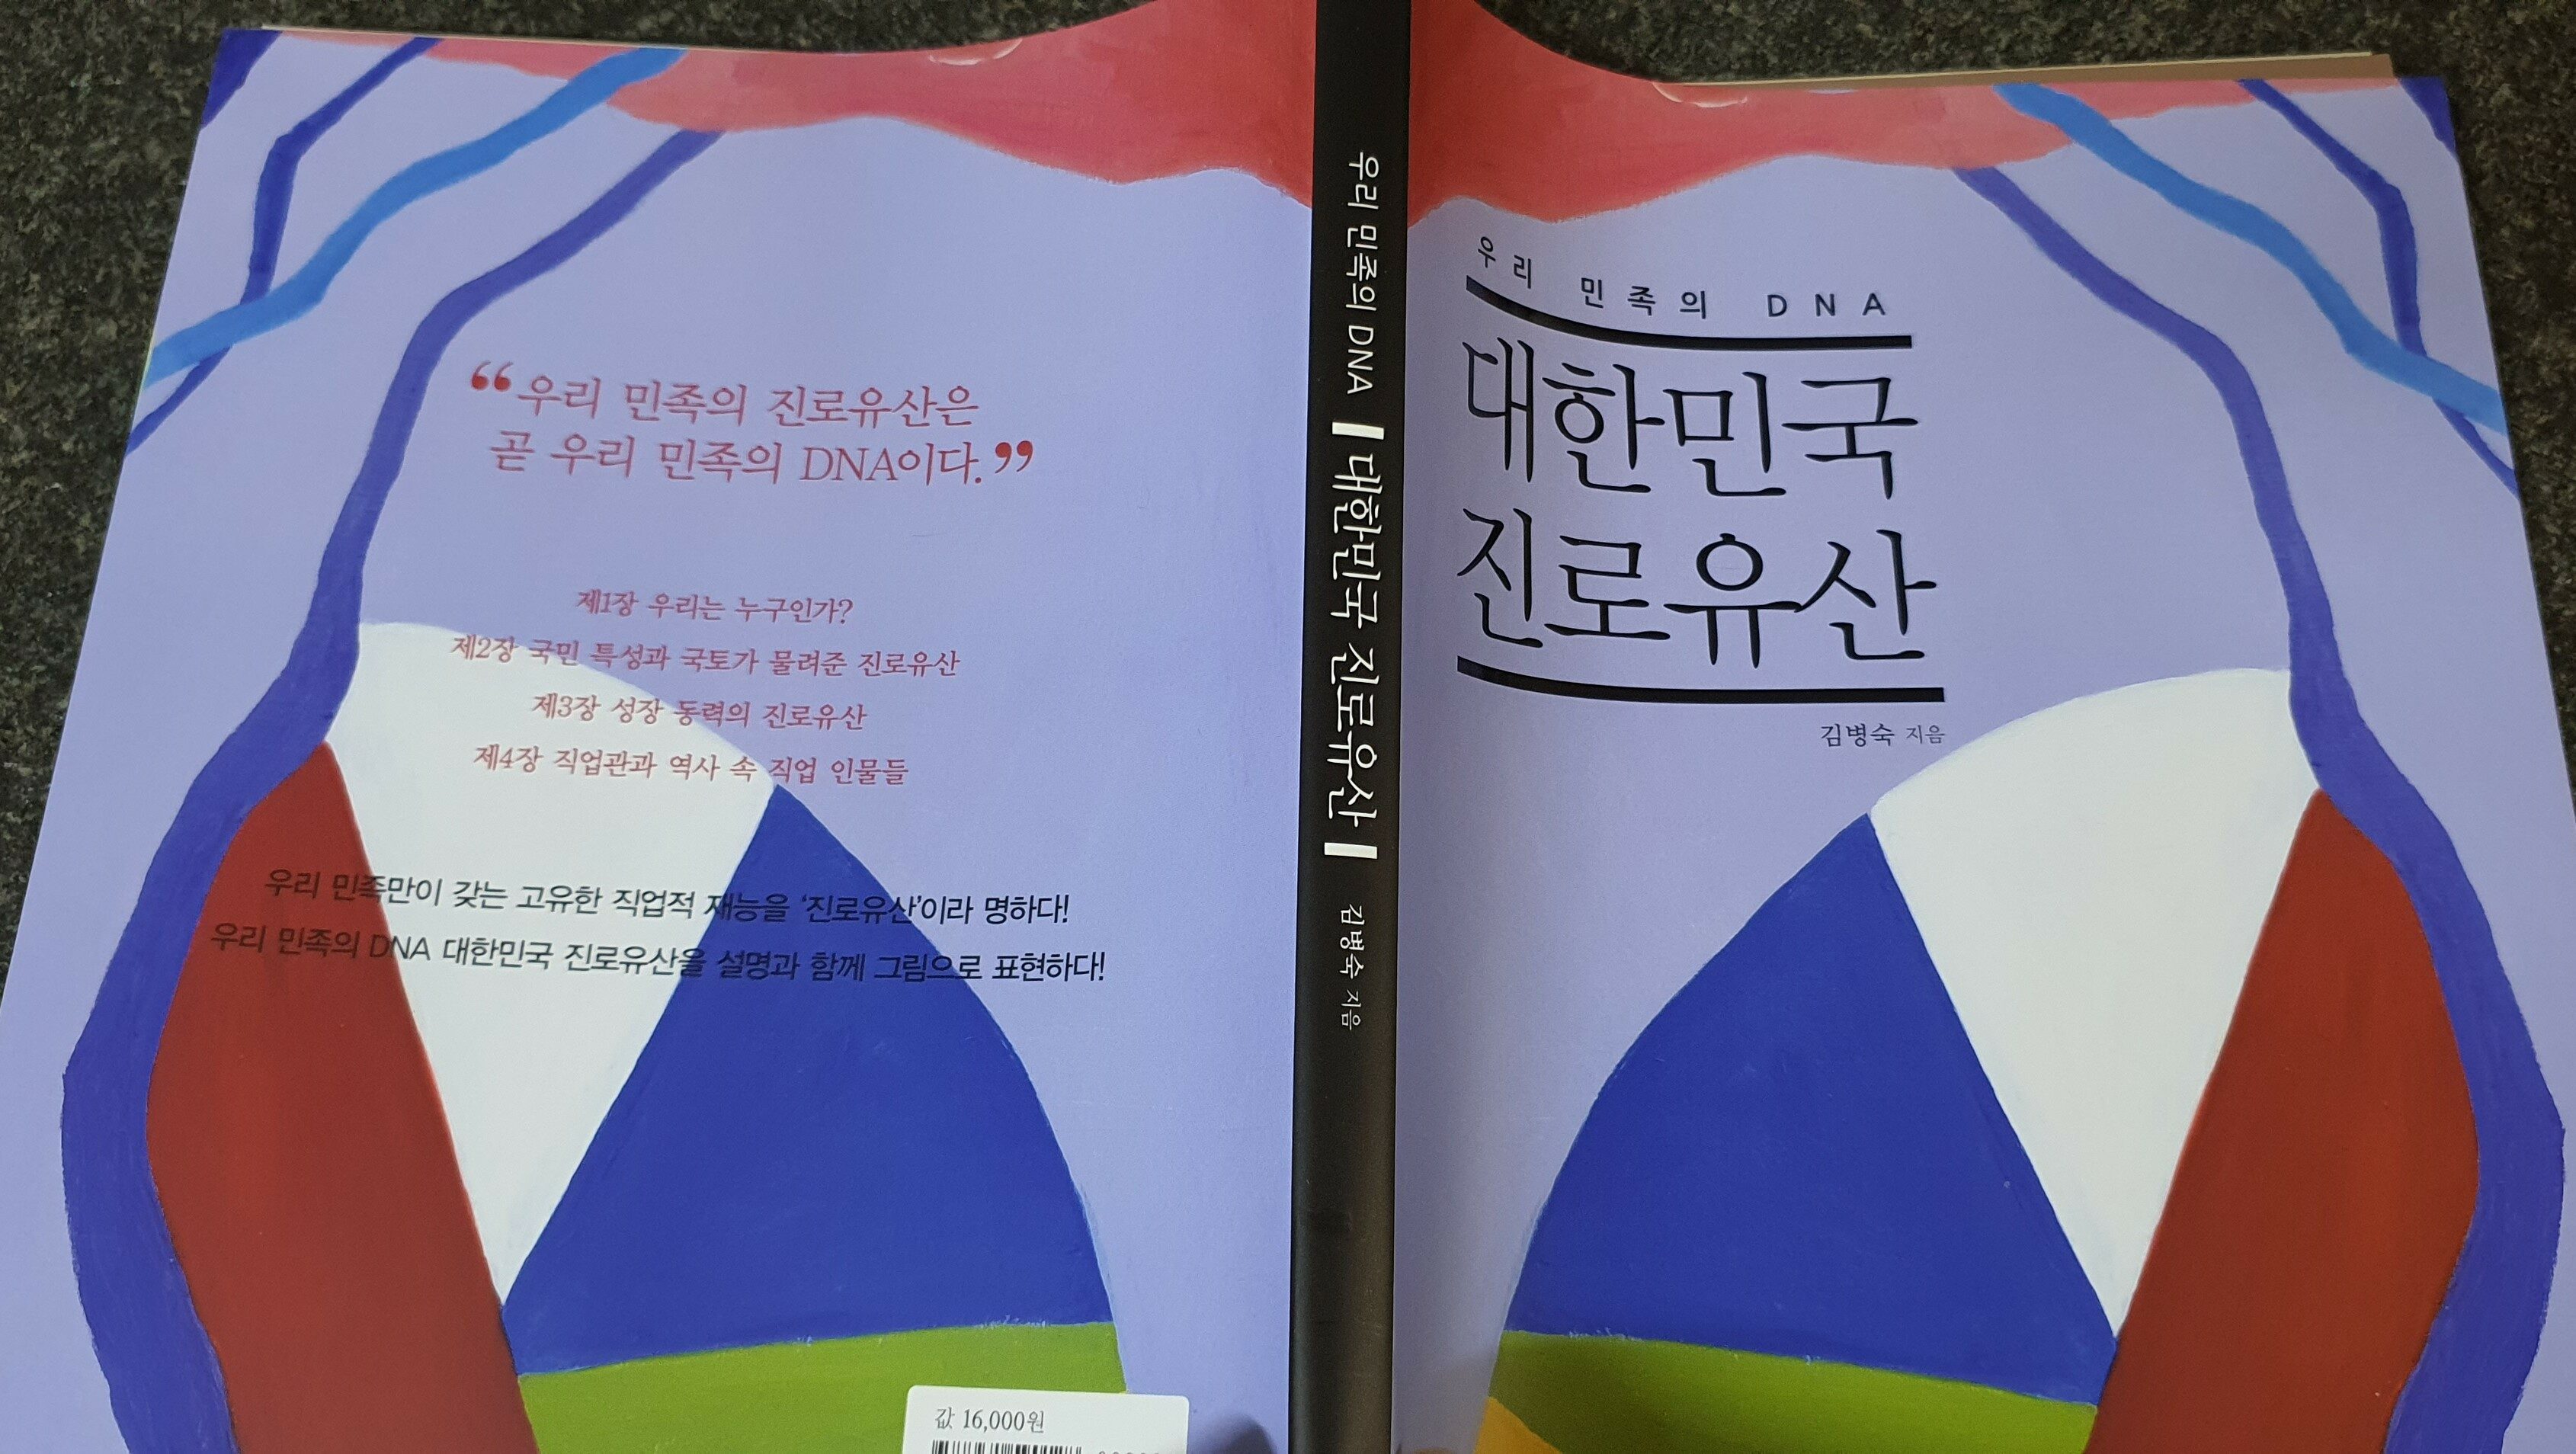 “우리 민족의 진로유산은
곧 우리 민족의 DNA이다.”
제1장 우리는 누구인가?
제2장 국민 특성과 국토가 물려준 진로유산
제3장 성장 동력의 진로유산
제4장 직업관과 역사 속 직업 인물들
우리 민족만이 갖는 고유한 직업적 재능을 ‘진로유산’이라 명하다!
우리 민족의 DNA 대한민국 진로유산을 설명과 함께 그림으로 표현하다!
값 16,000원
우리 민족의 DNA 대한민국 진로유산 김병숙 지음
우리 민족의 DNA
대한민국
진로유산
김병숙 지음